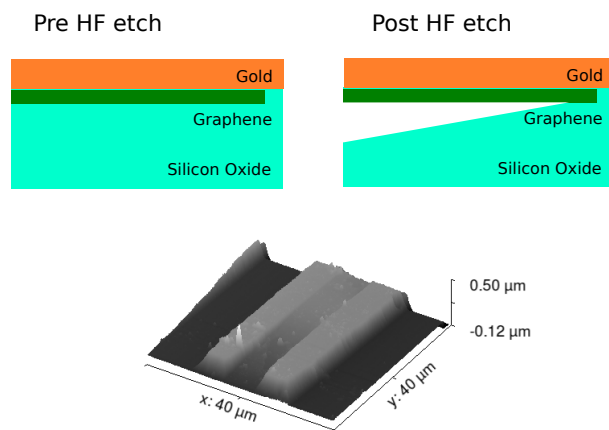 Pre HF etch
Post HF etch
Gold
Graphene
Silicon Oxide
Gold
Graphene
Silicon Oxide
0.50 µm
-0.12 µm
x: 40 µm
y: 40 µm